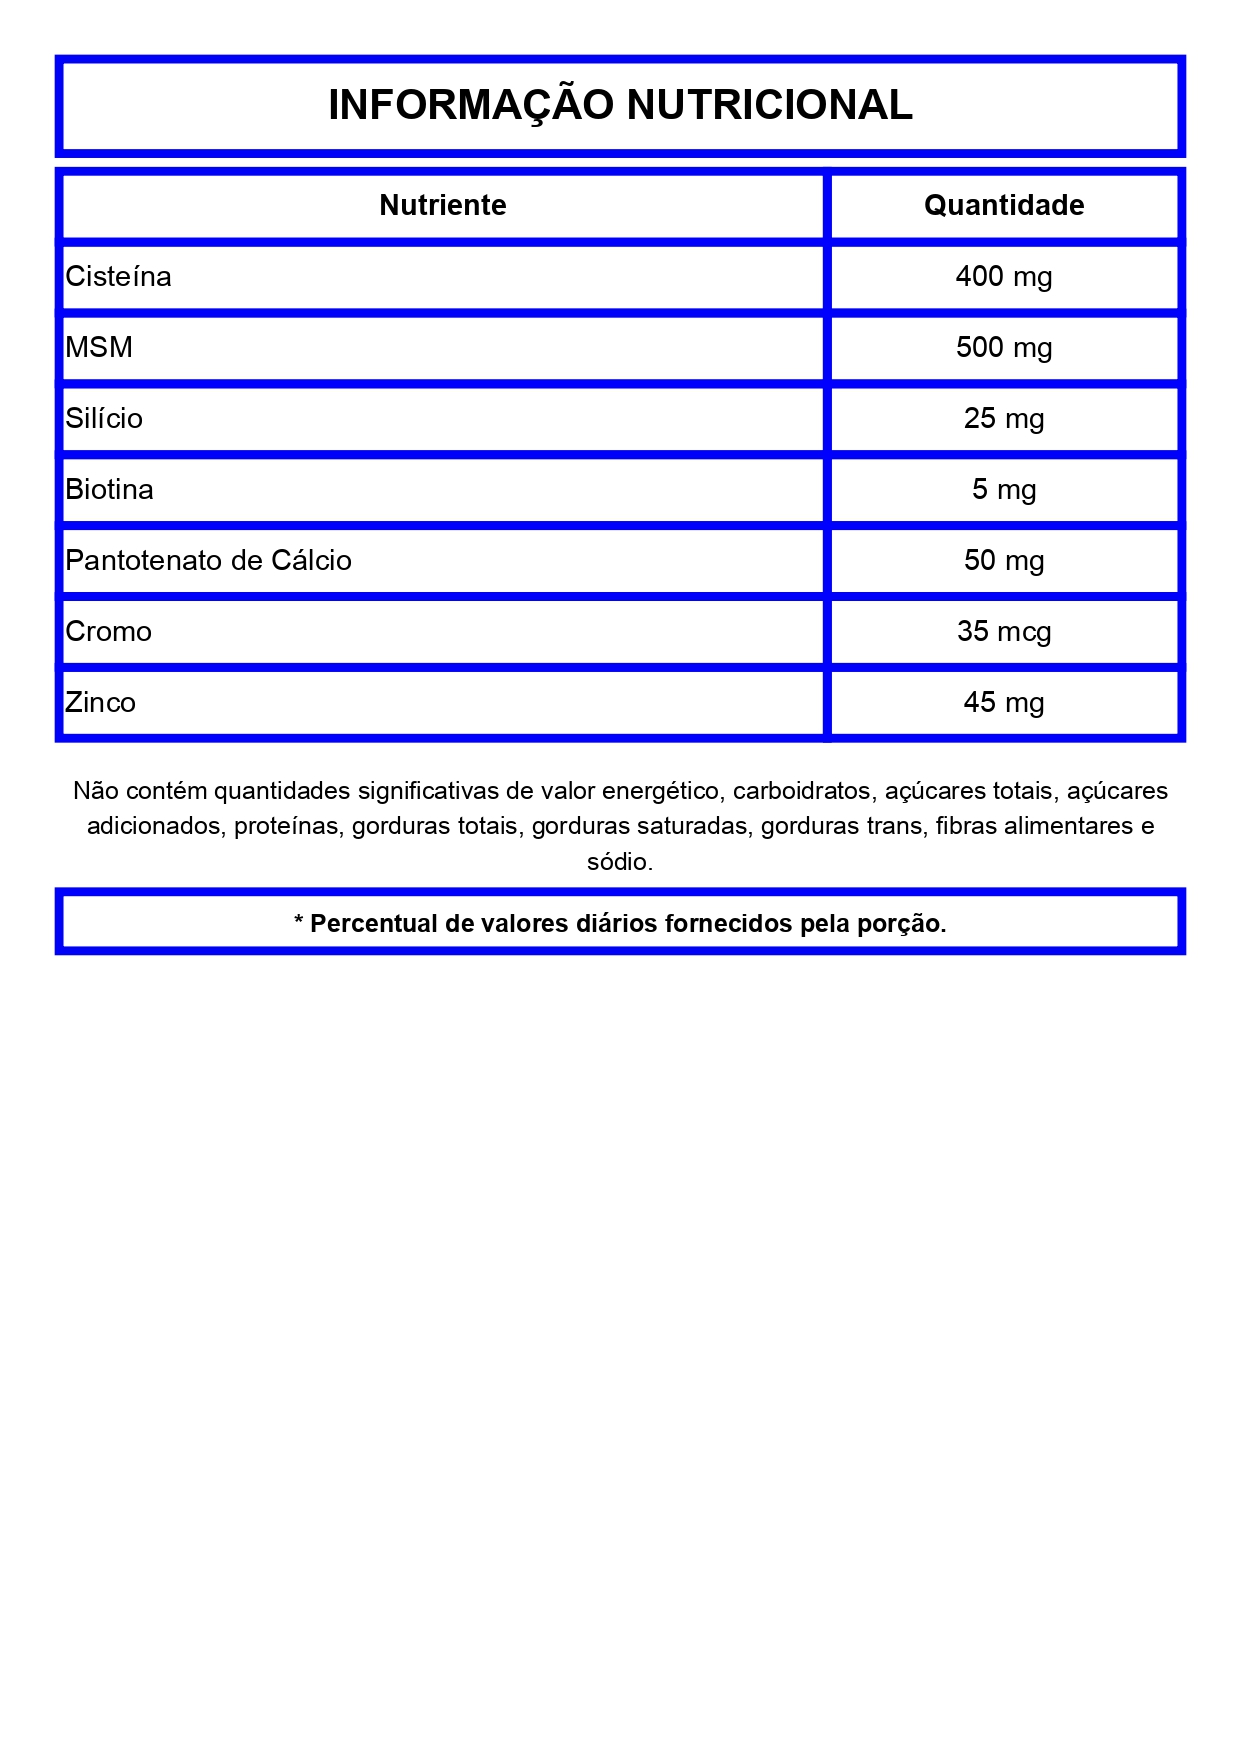 INFORMAÇÃO NUTRICIONAL
Nutriente Quantidade
Cisteína 400 mg
MSM 500 mg
Silício 25 mg
Biotina 5 mg
Pantotenato de Cálcio 50 mg
Cromo 35 mcg
Zinco 45 mg
Não contém quantidades significativas de valor energético, carboidratos, açúcares totais, açúcares
adicionados, proteínas, gorduras totais, gorduras saturadas, gorduras trans, fibras alimentares e
sódio.
* Percentual de valores diários fornecidos pela porção.